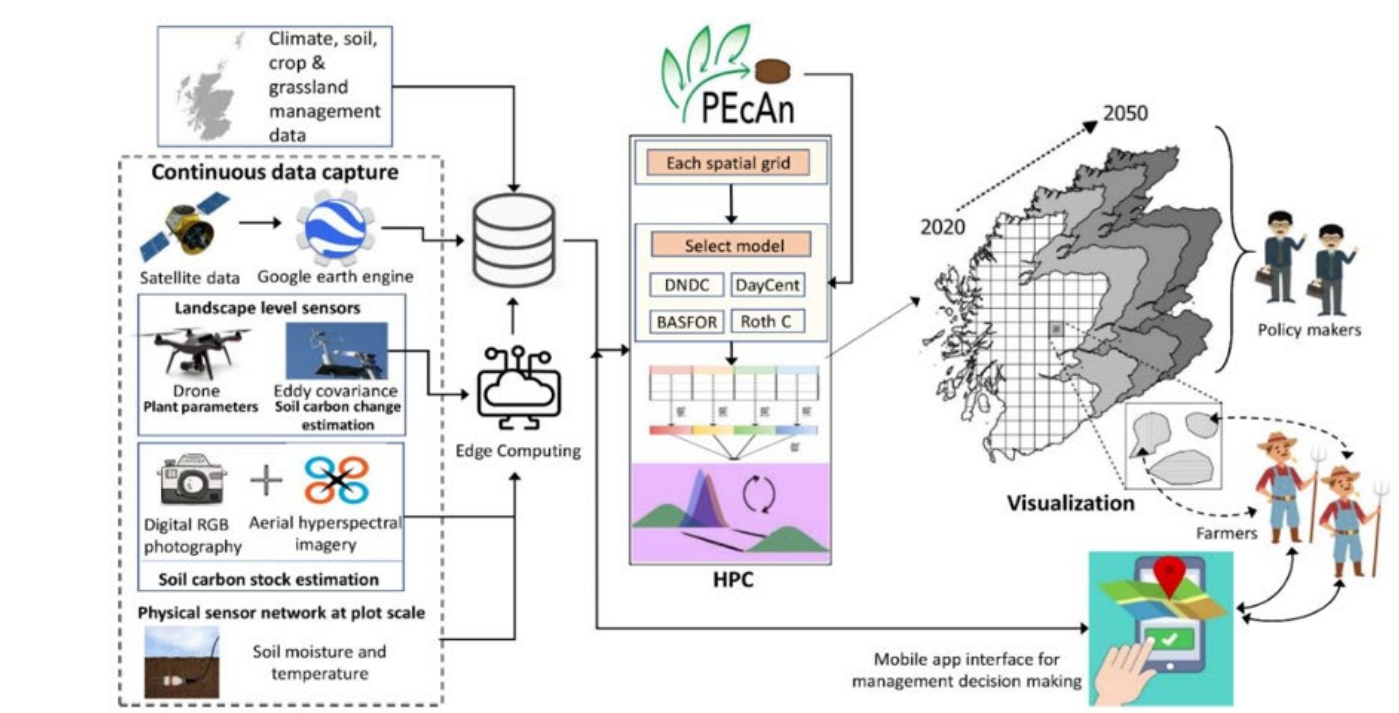 Climate, soil,
crop &
grassland
management
data
Continuous data capture
Satellite data
Google earth engine
Landscape level sensors
Drone
Plant parameters
Eddy covariance
Soil carbon change
estimation
Digital RGB
photography
Aerial hyperspectral
imagery
Soil carbon stock estimation
Physical sensor network at plot scale
Soil moisture and
temperature
Edge Computing
PEcAn
Each spatial grid
Select model
DNDC
DayCent
BASFOR
Roth C
HPC
2020
2050
Policy makers
Visualization
Farmers
Mobile app interface for
management decision making